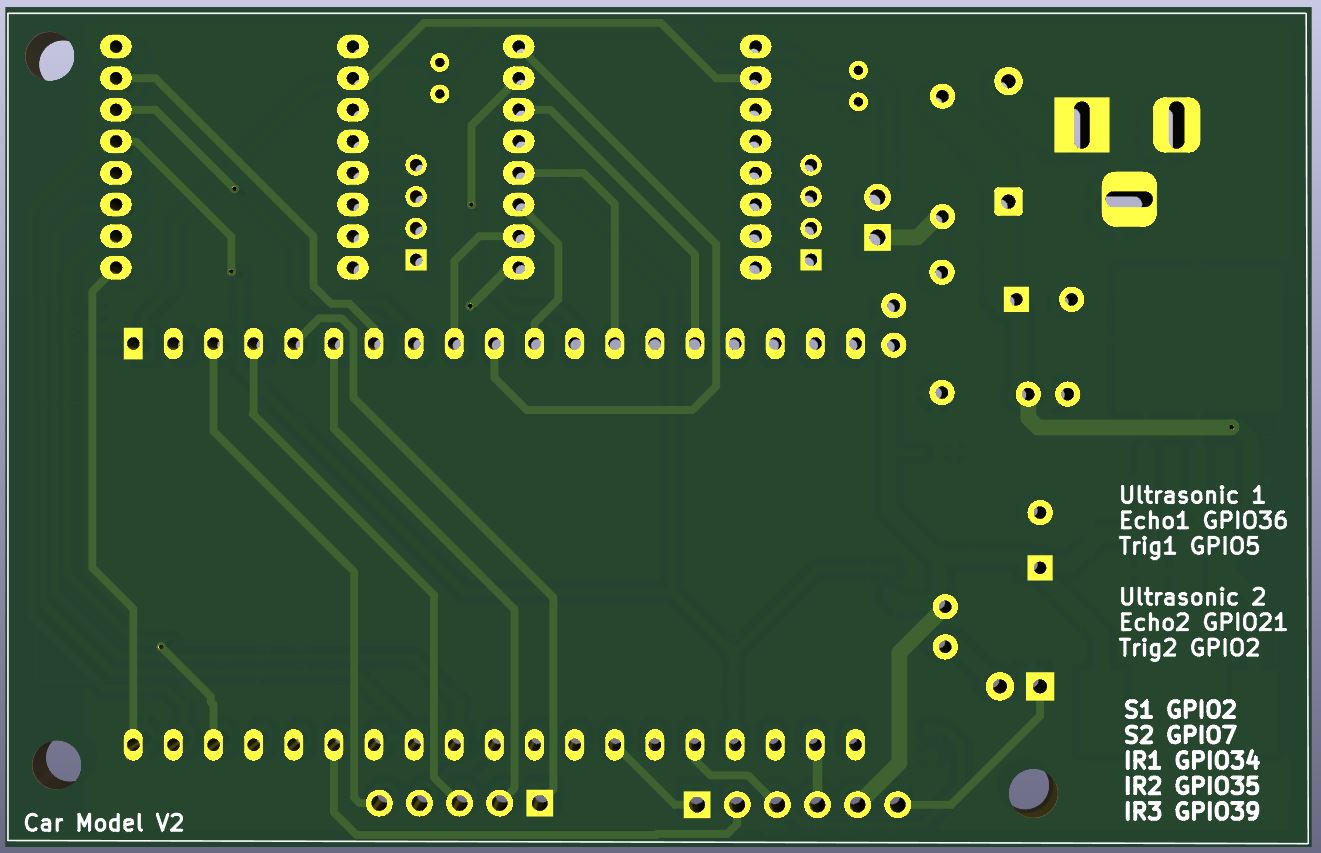 Ultrasonic 1
Echo1 GPIO36
Trig1 GPIO5
Ultrasonic 2
Echo2 GPIO21
Trig2 GPIO2
S1 GPIO2
S2 GPIO7
IR1 GPIO34
IR2 GPIO35
IR3 GPIO39
Car Model V2